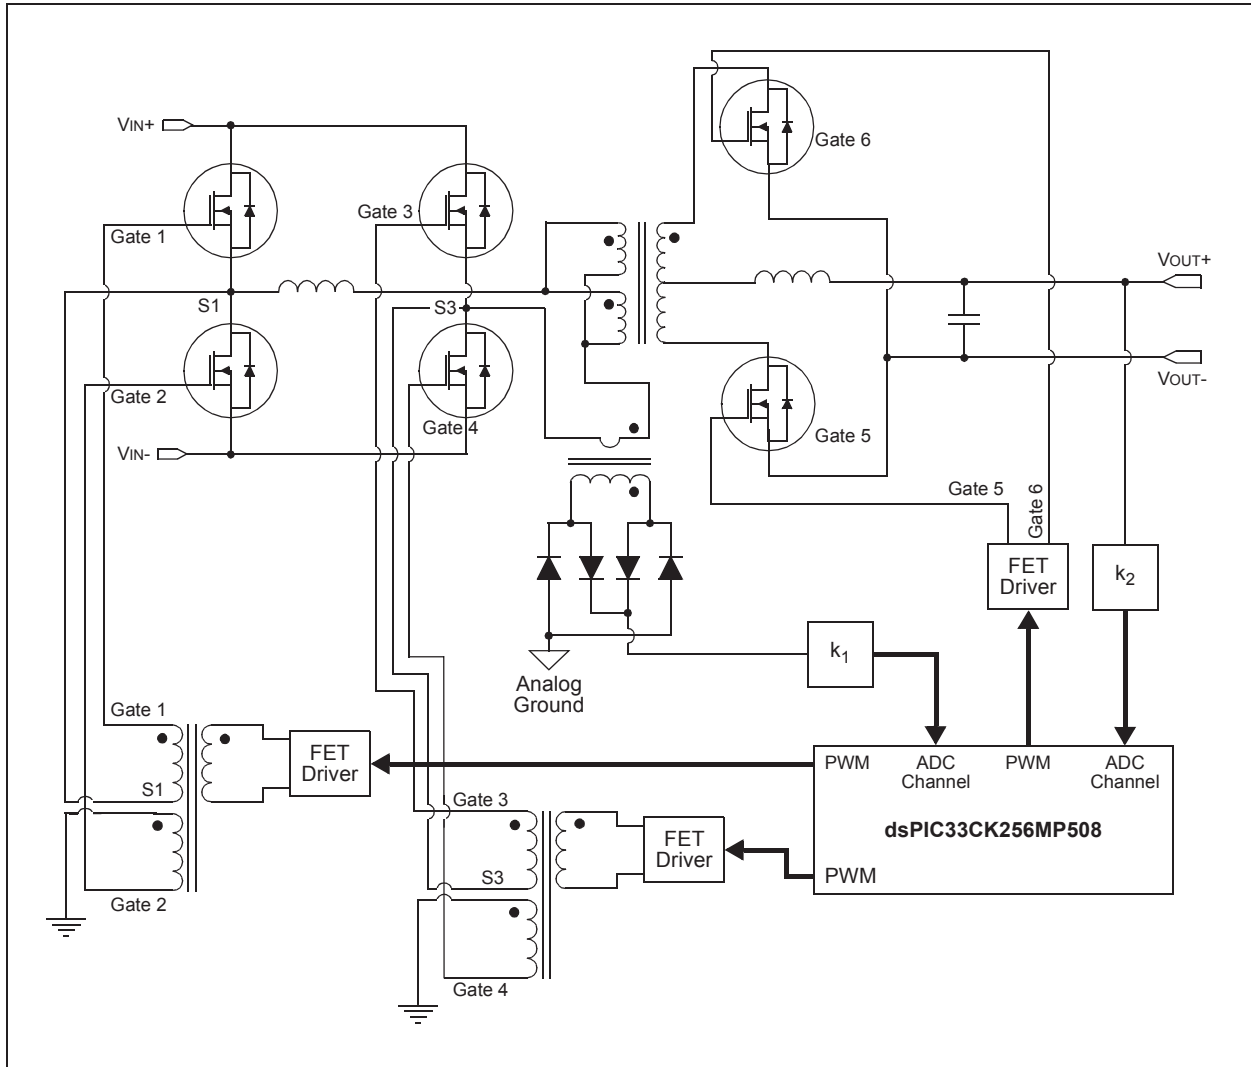 VIN+
Gate 6
Gate 3
Gate 1
VOUT+
S1
S3
VOUT-
Gate 2
Gate 4
Gate 5
VIN-
Gate 5
Gate 6
FET
Driver
k2
k1
Analog
Ground
Gate 1
FET
Driver
S1
PWM
ADC
Channel
PWM
ADC
Channel
Gate 3
dsPIC33CK256MP508
FET
Driver
S3
PWM
Gate 2
Gate 4